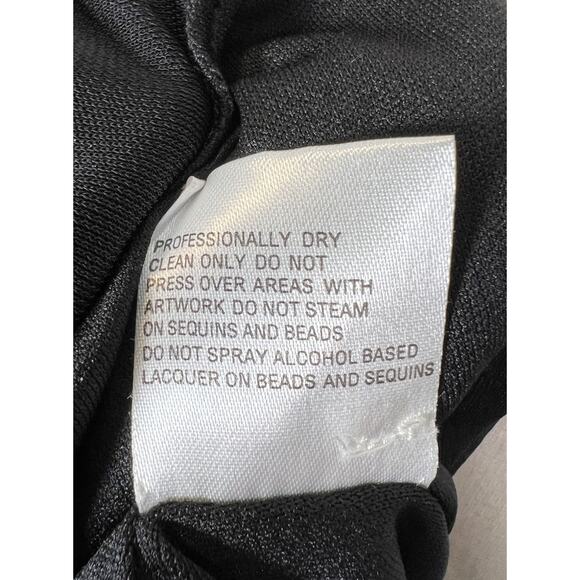 PROFESSIONALLY DRY
CLEAN ONLY DO NOT
PRESS OVER AREAS WITH
ARTWORK DO NOT STEAM
ON SEQUINS AND BEADS
DO NOT SPRAY ALCOHOL BASED
LACQUER ON BEADS AND SEQUINS